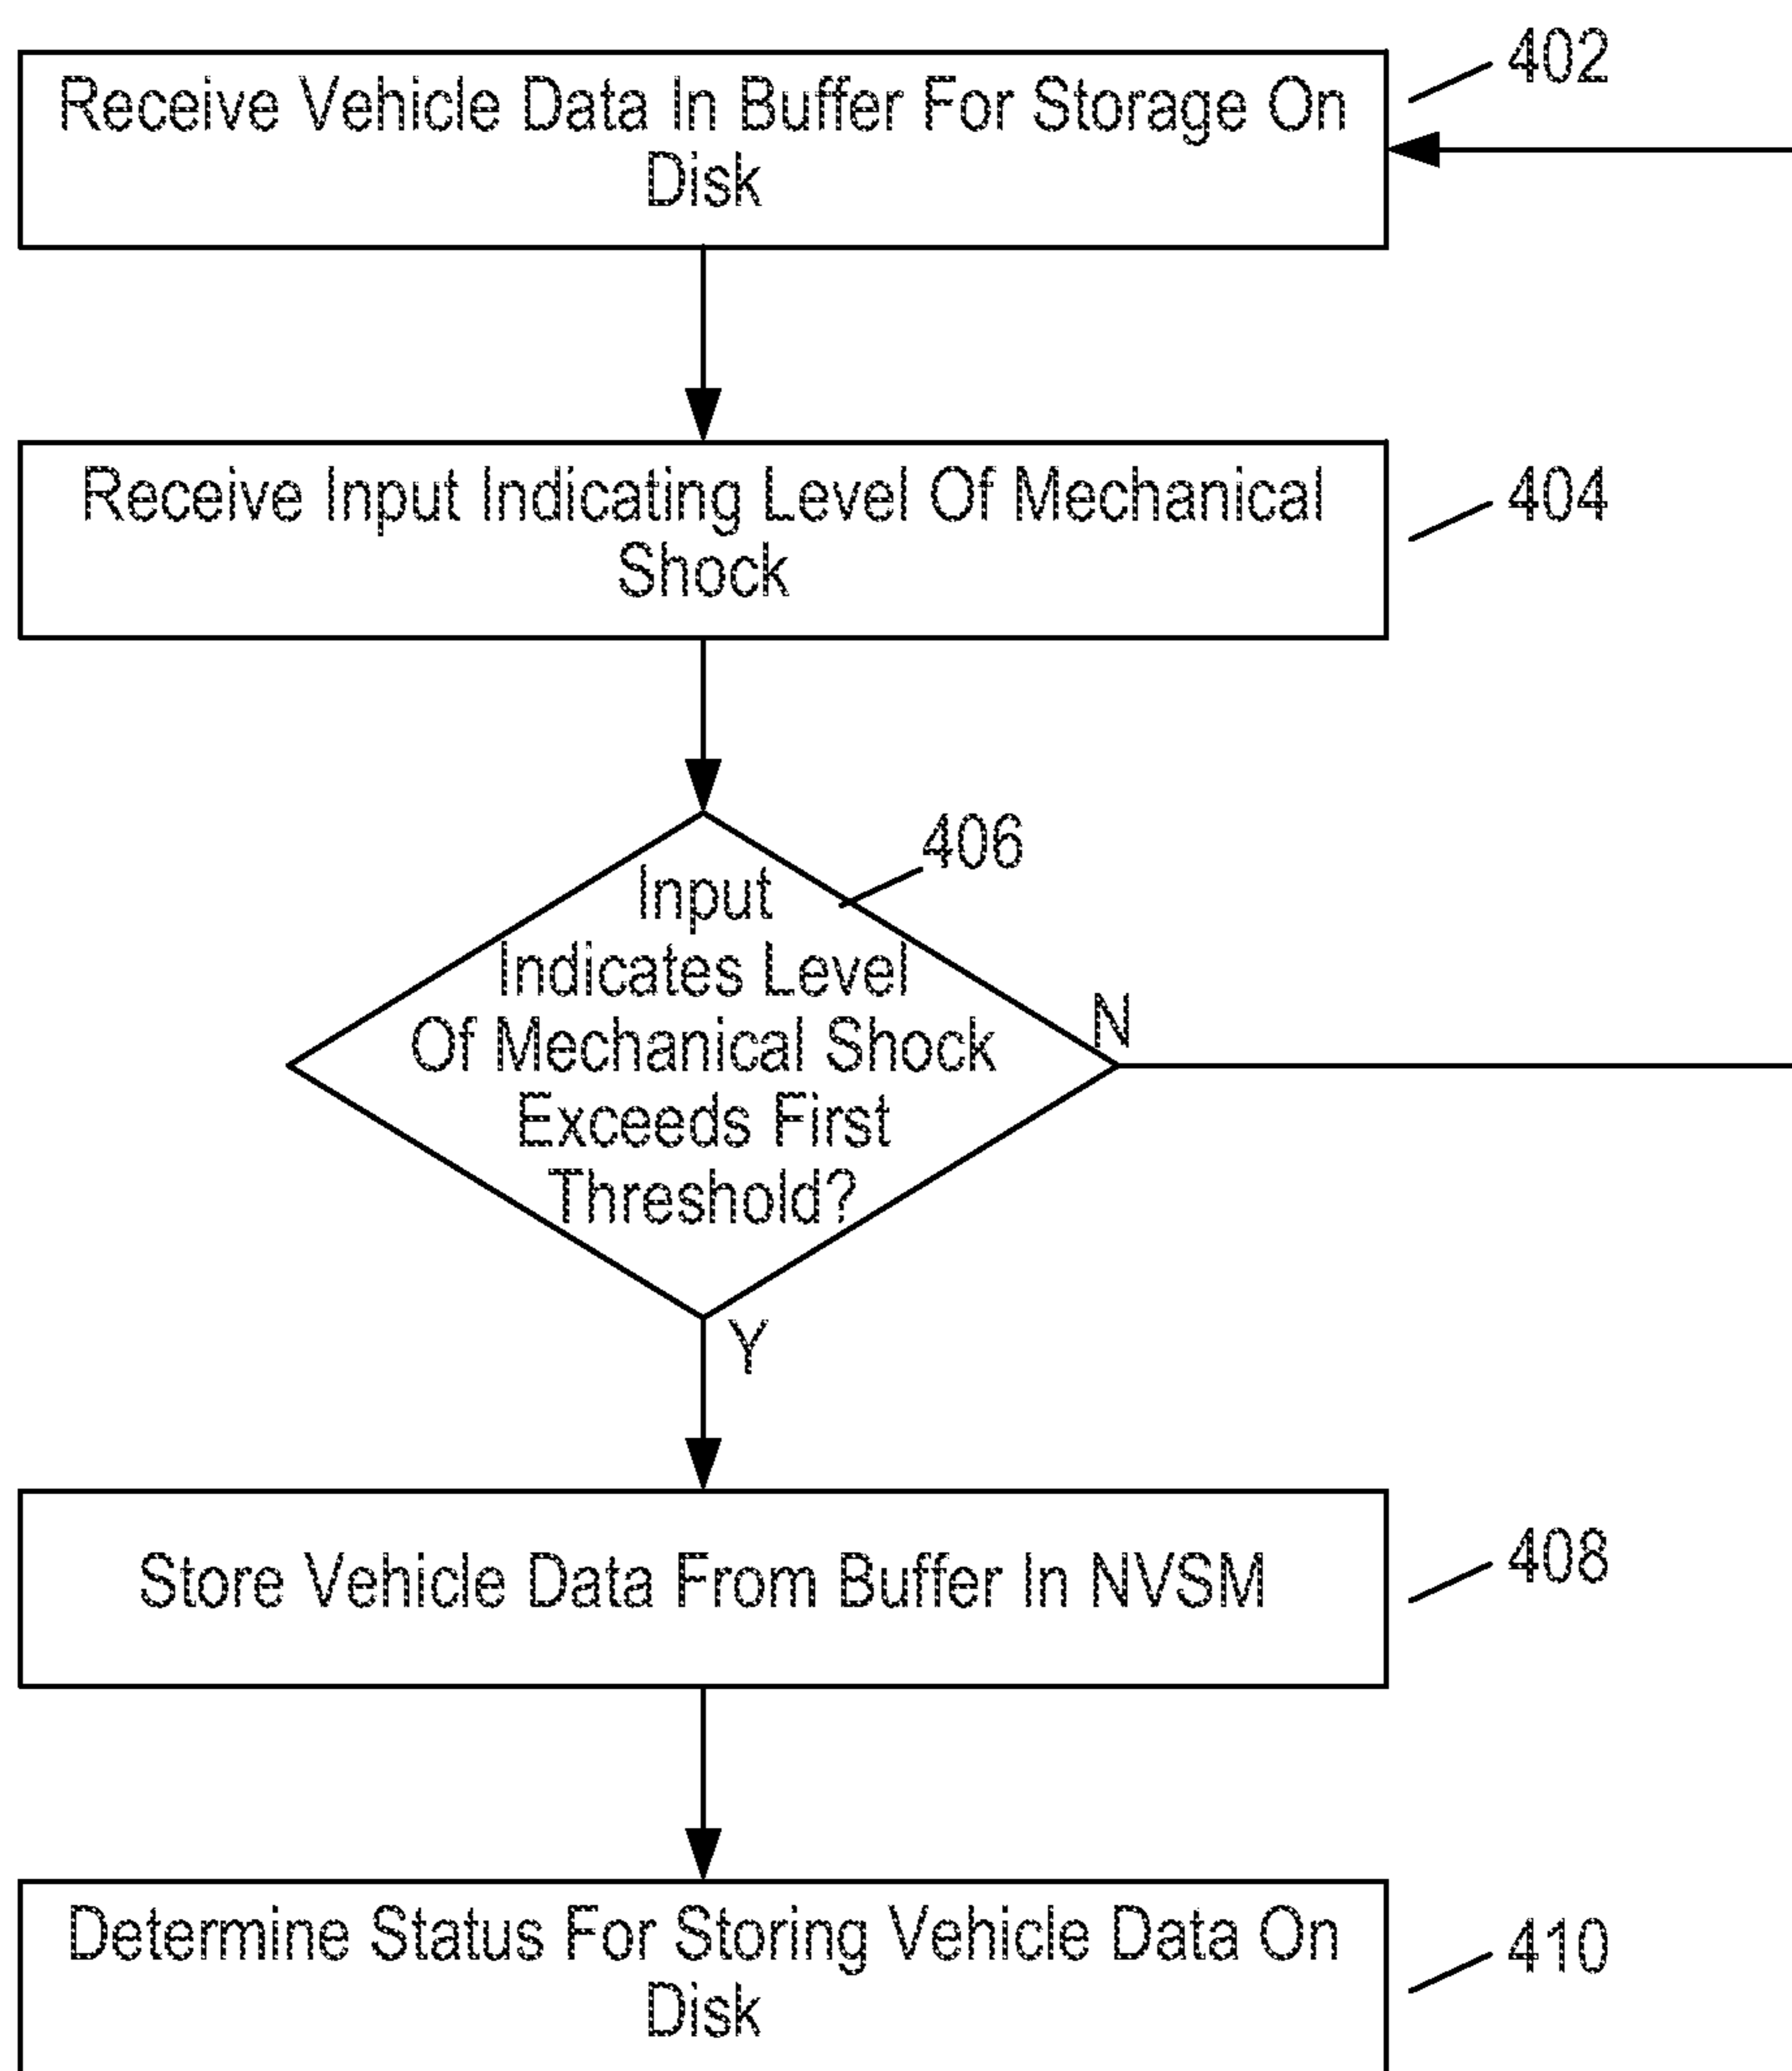 Receive Vehicle Data In Buffer For Storage On
Disk
402
Receive Input Indicating Level Of Mechanical
Shock
404
406
Input
Indicates Level
Of Mechanical Shock
Exceeds First
Threshold?
N
Y
Store Vehicle Data From Buffer In NVSM
408
Determine Status For Storing Vehicle Data On
Disk
410